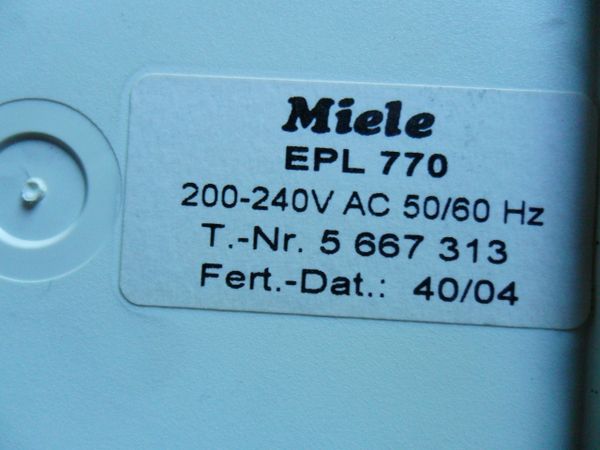 Miele
EPL 770
200-240V AC 50/60 Hz
T.-Nr. 5 667 313
Fert.-Dat.: 40/04